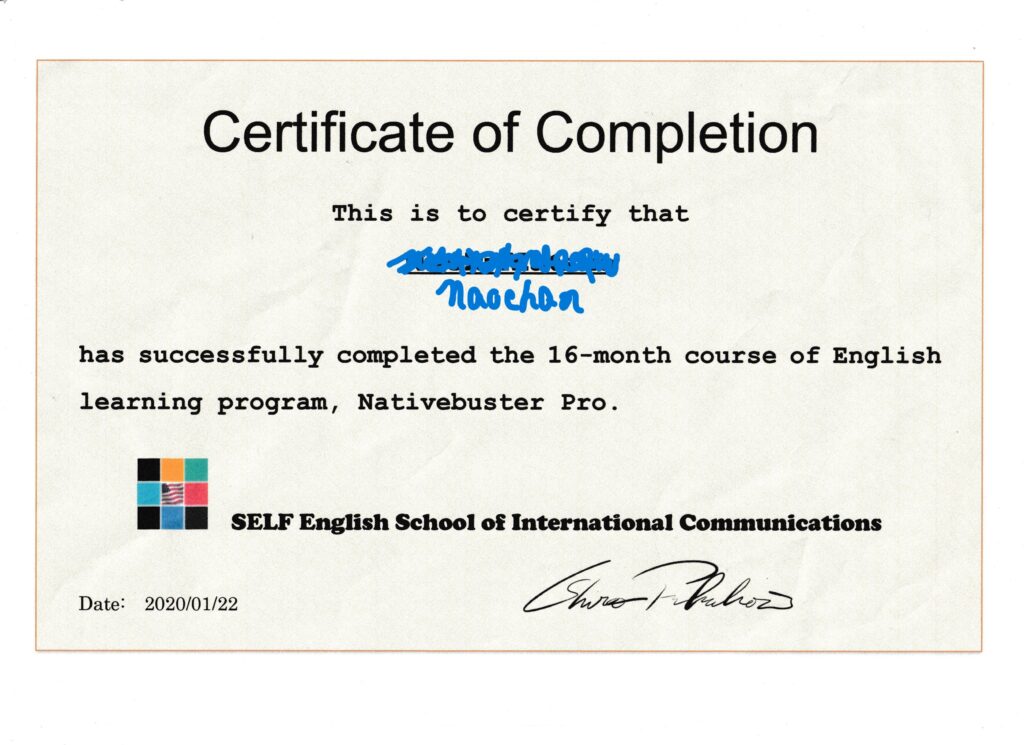 Certificate of Completion
This is to certify that
Naochan
has successfully completed the 16-month course of English
learning program, Nativebuster Pro.
SELF English School of International Communications
Date: 2020/01/22